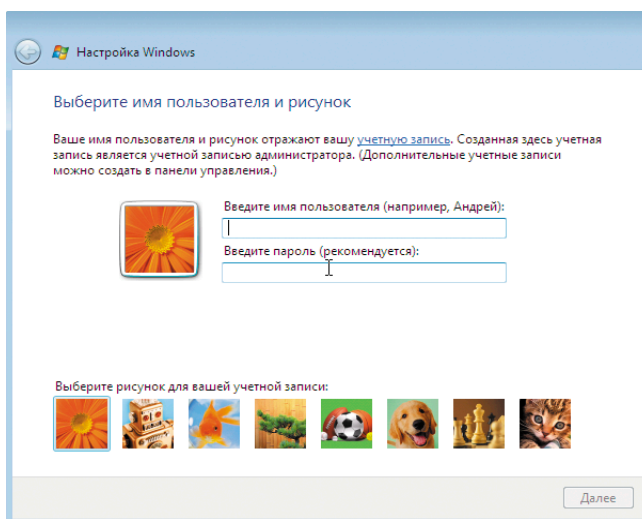 Настройка Windows
Выберите имя пользователя и рисунок
Ваше имя пользователя и рисунок отражают вашу учетную запись. Созданная здесь учетная
запись является учетной записью администратора. (Дополнительные учетные записи
можно создать в панели управления.)
Введите имя пользователя (например, Андрей):
Введите пароль (рекомендуется):
Выберите рисунок для вашей учетной записи:
Далее